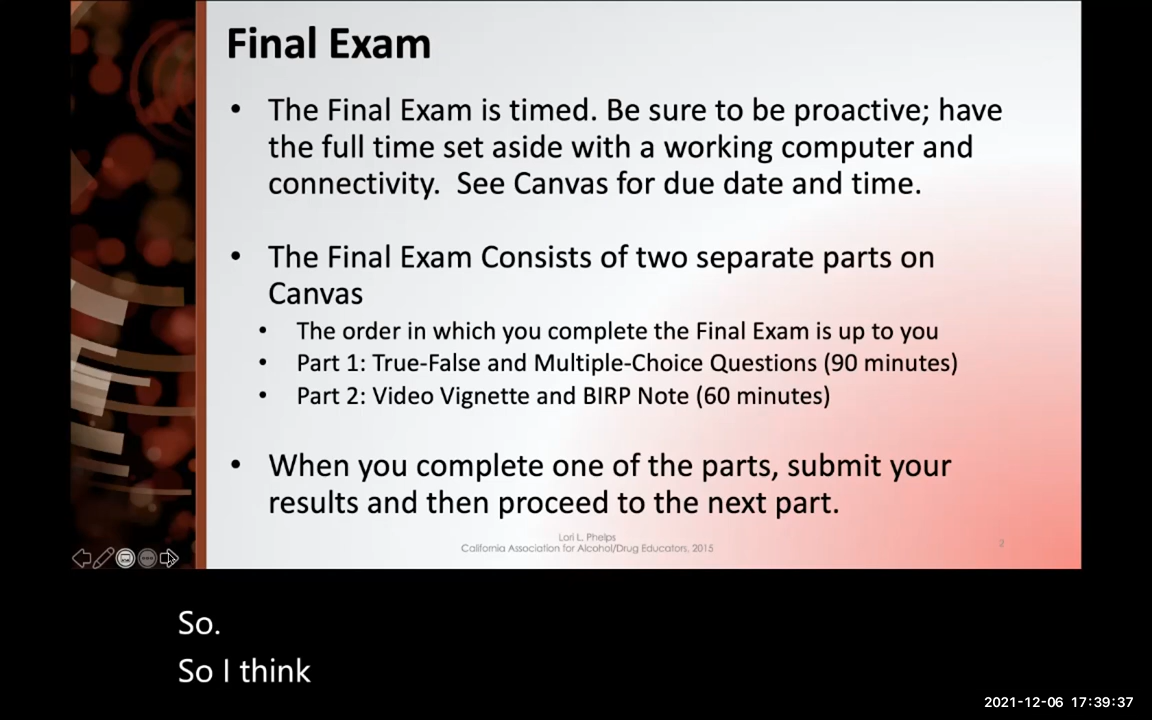 Final Exam
• The Final Exam is timed. Be sure to be proactive; have
the full time set aside with a working computer and
connectivity.  See Canvas for due date and time.
• The Final Exam Consists of two separate parts on
Canvas
• The order in which you complete the Final Exam is up to you
• Part 1: True-False and Multiple-Choice Questions (90 minutes)
• Part 2: Video Vignette and BIRP Note (60 minutes)
• When you complete one of the parts, submit your
results and then proceed to the next part.
Lori L. Phelps
California Association for Alcohol/Drug Educators, 2015
2
So.
So I think
2021-12-06 17:39:37